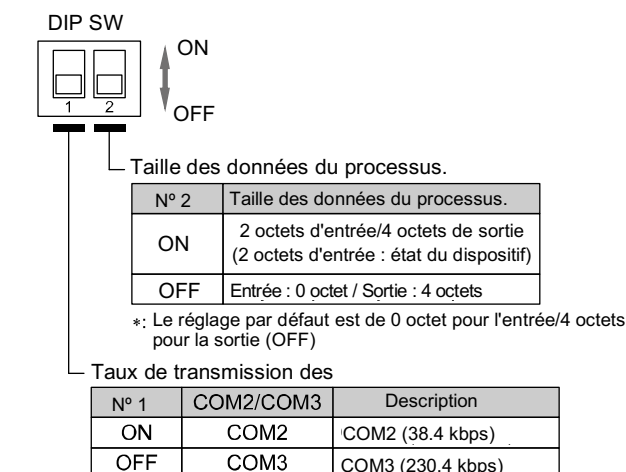 DIP SW
ON
1 2
OFF
Taille des données du processus.
Nº 2 Taille des données du processus.
ON 2 octets d'entrée/4 octets de sortie
(2 octets d'entrée : état du dispositif)
OFF Entrée : 0 octet / Sortie : 4 octets
*: Le réglage par défaut est de 0 octet pour l'entrée/4 octets
pour la sortie (OFF)
Taux de transmission des
Nº 1 COM2/COM3 Description
ON COM2 COM2 (38.4 kbps)
OFF COM3 COM3 (230.4 kbps)